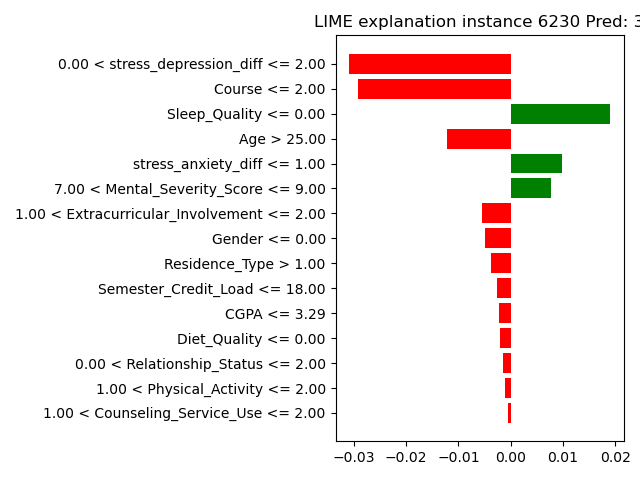 LIME explanation instance 6230 Pred: 3
0.00 < stress_depression_diff <= 2.00
Course <= 2.00
Sleep_Quality <= 0.00
Age > 25.00
stress_anxiety_diff <= 1.00
7.00 < Mental_Severity_Score <= 9.00
1.00 < Extracurricular_Involvement <= 2.00
Gender <= 0.00
Residence_Type > 1.00
Semester_Credit_Load <= 18.00
CGPA <= 3.29
Diet_Quality <= 0.00
0.00 < Relationship_Status <= 2.00
1.00 < Physical_Activity <= 2.00
1.00 < Counseling_Service_Use <= 2.00
−0.03 −0.02 −0.01 0.00 0.01 0.02